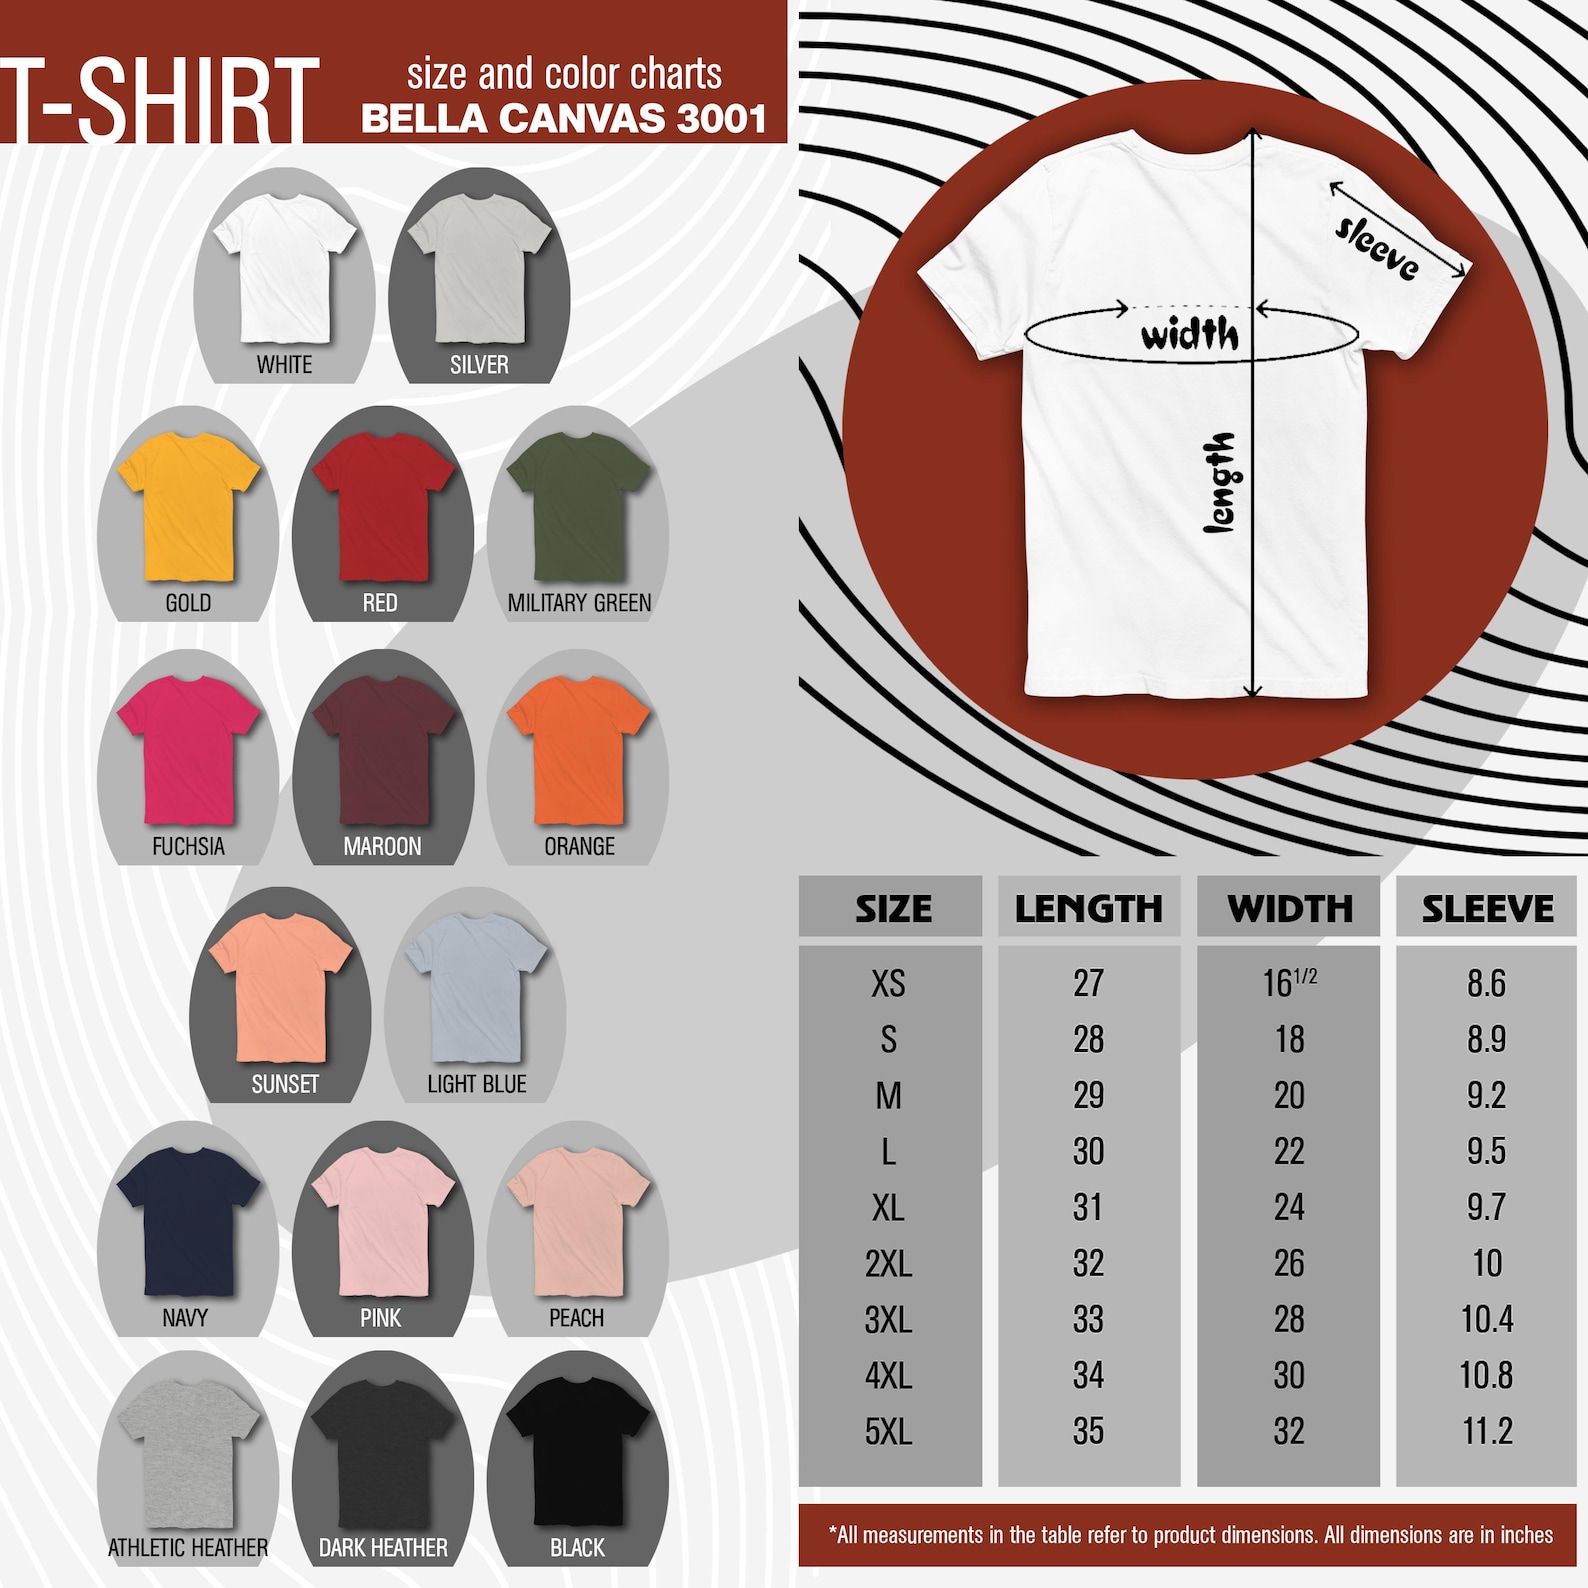 T-SHIRT
size and color charts
BELLA CANVAS 3001
WHITE
SILVER
GOLD
RED
MILITARY GREEN
FUCHSIA
MAROON
ORANGE
SUNSET
LIGHT BLUE
NAVY
PINK
PEACH
ATHLETIC HEATHER
DARK HEATHER
BLACK
sleeve
width
length
SIZE LENGTH WIDTH SLEEVE
XS 27 16 1/2 8.6
S 28 18 8.9
M 29 20 9.2
L 30 22 9.5
XL 31 24 9.7
2XL 32 26 10
3XL 33 28 10.4
4XL 34 30 10.8
5XL 35 32 11.2
*All measurements in the table refer to product dimensions. All dimensions are in inches